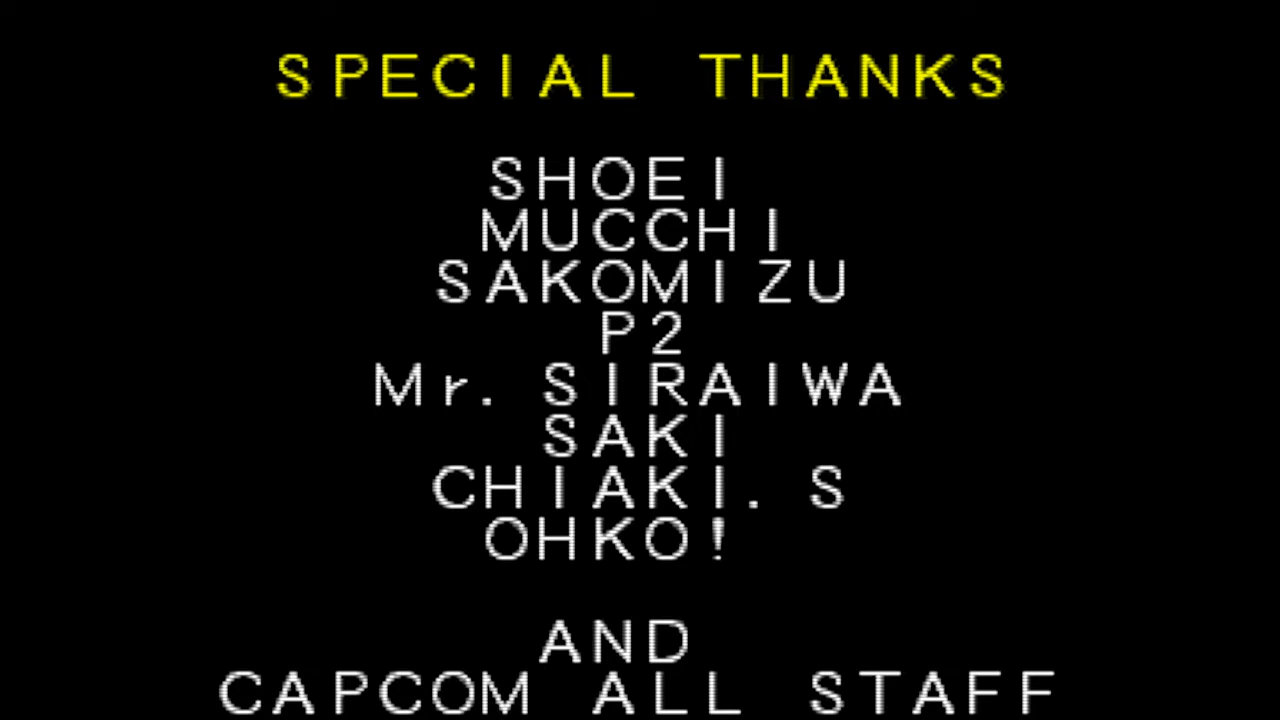 SPECIAL THANKS
SHOEI
MUCCHI
SAKOMIZU
P2
Mr. SIRAIWA
SAKI
CHIAKI. S
OHKO!
AND
CAPCOM ALL STAFF